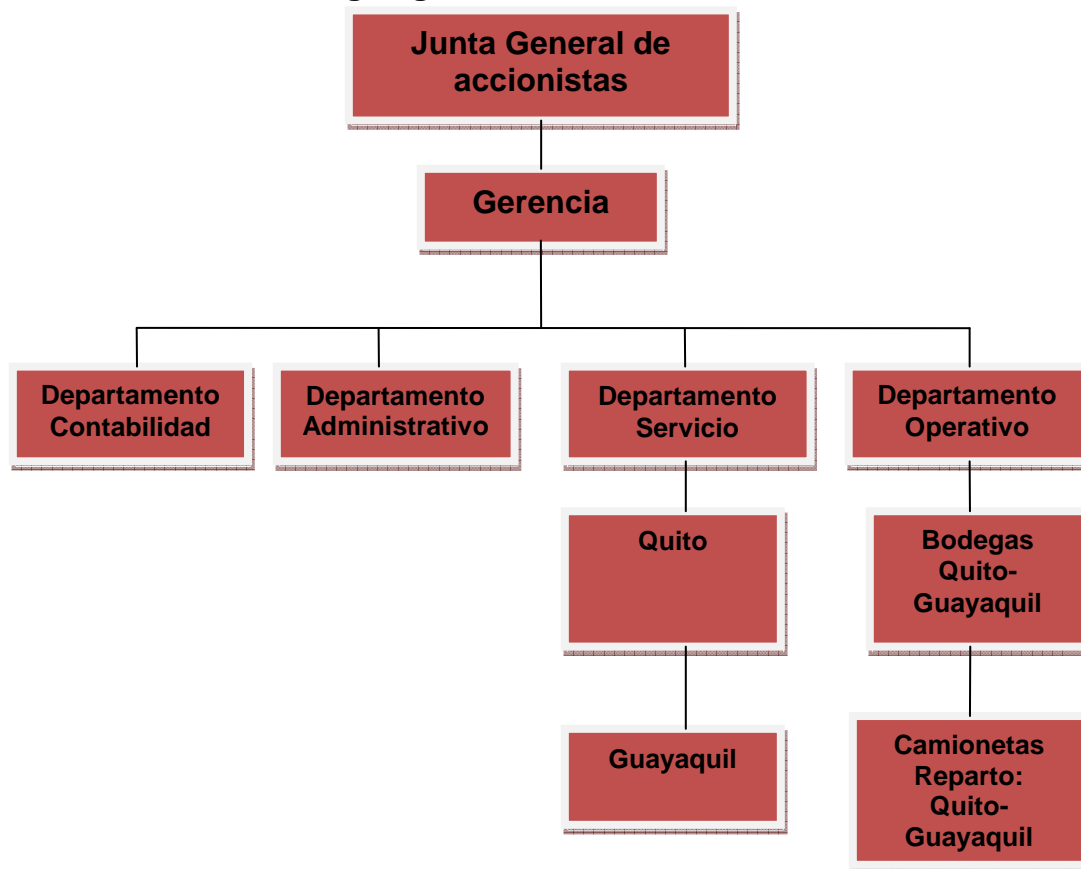 Junta General de
accionistas
Gerencia
Departamento
Contabilidad
Departamento
Administrativo
Departamento
Servicio
Departamento
Operativo
Quito
Bodegas
Quito-
Guayaquil
Guayaquil
Camionetas
Reparto:
Quito-
Guayaquil